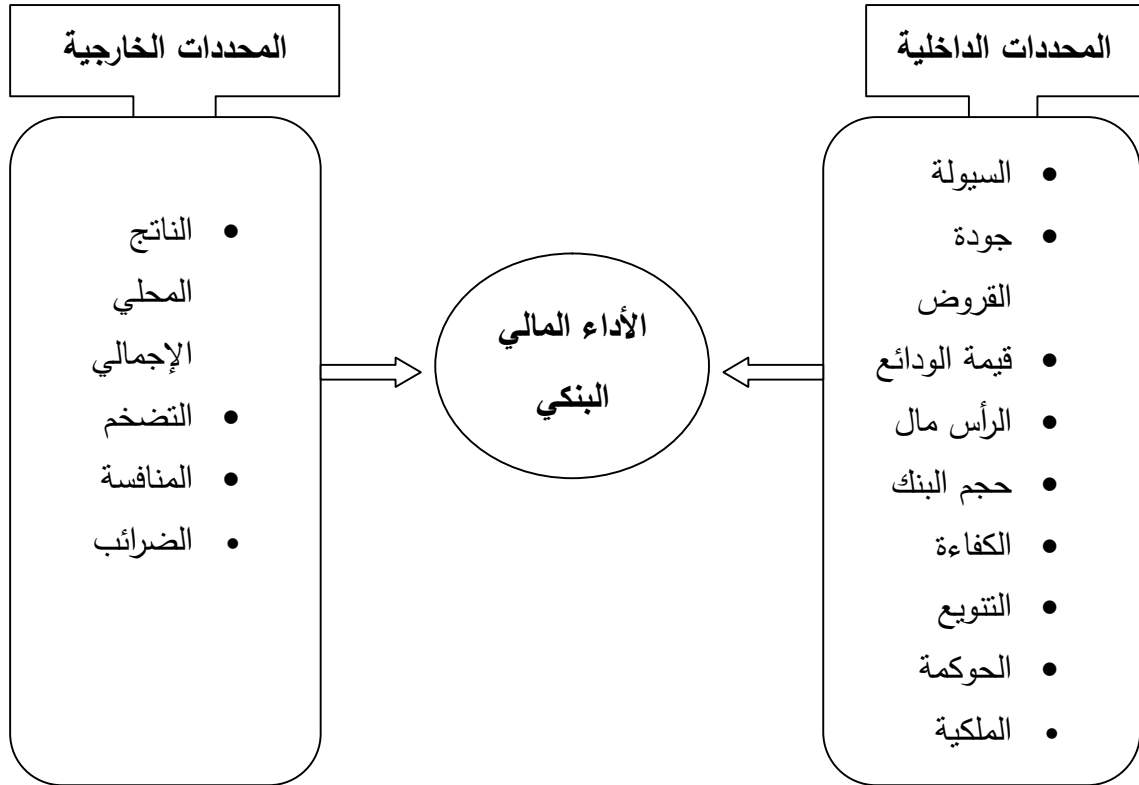 المحددات الداخلية
• السيولة
• جودة
القروض
• قيمة الودائع
• الرأس مال
• حجم البنك
• الكفاءة
• التنويع
• الحوكمة
• الملكية
الأداء المالي
البنكي
المحددات الخارجية
• الناتج
المحلي
الإجمالي
• التضخم
• المنافسة
• الضرائب